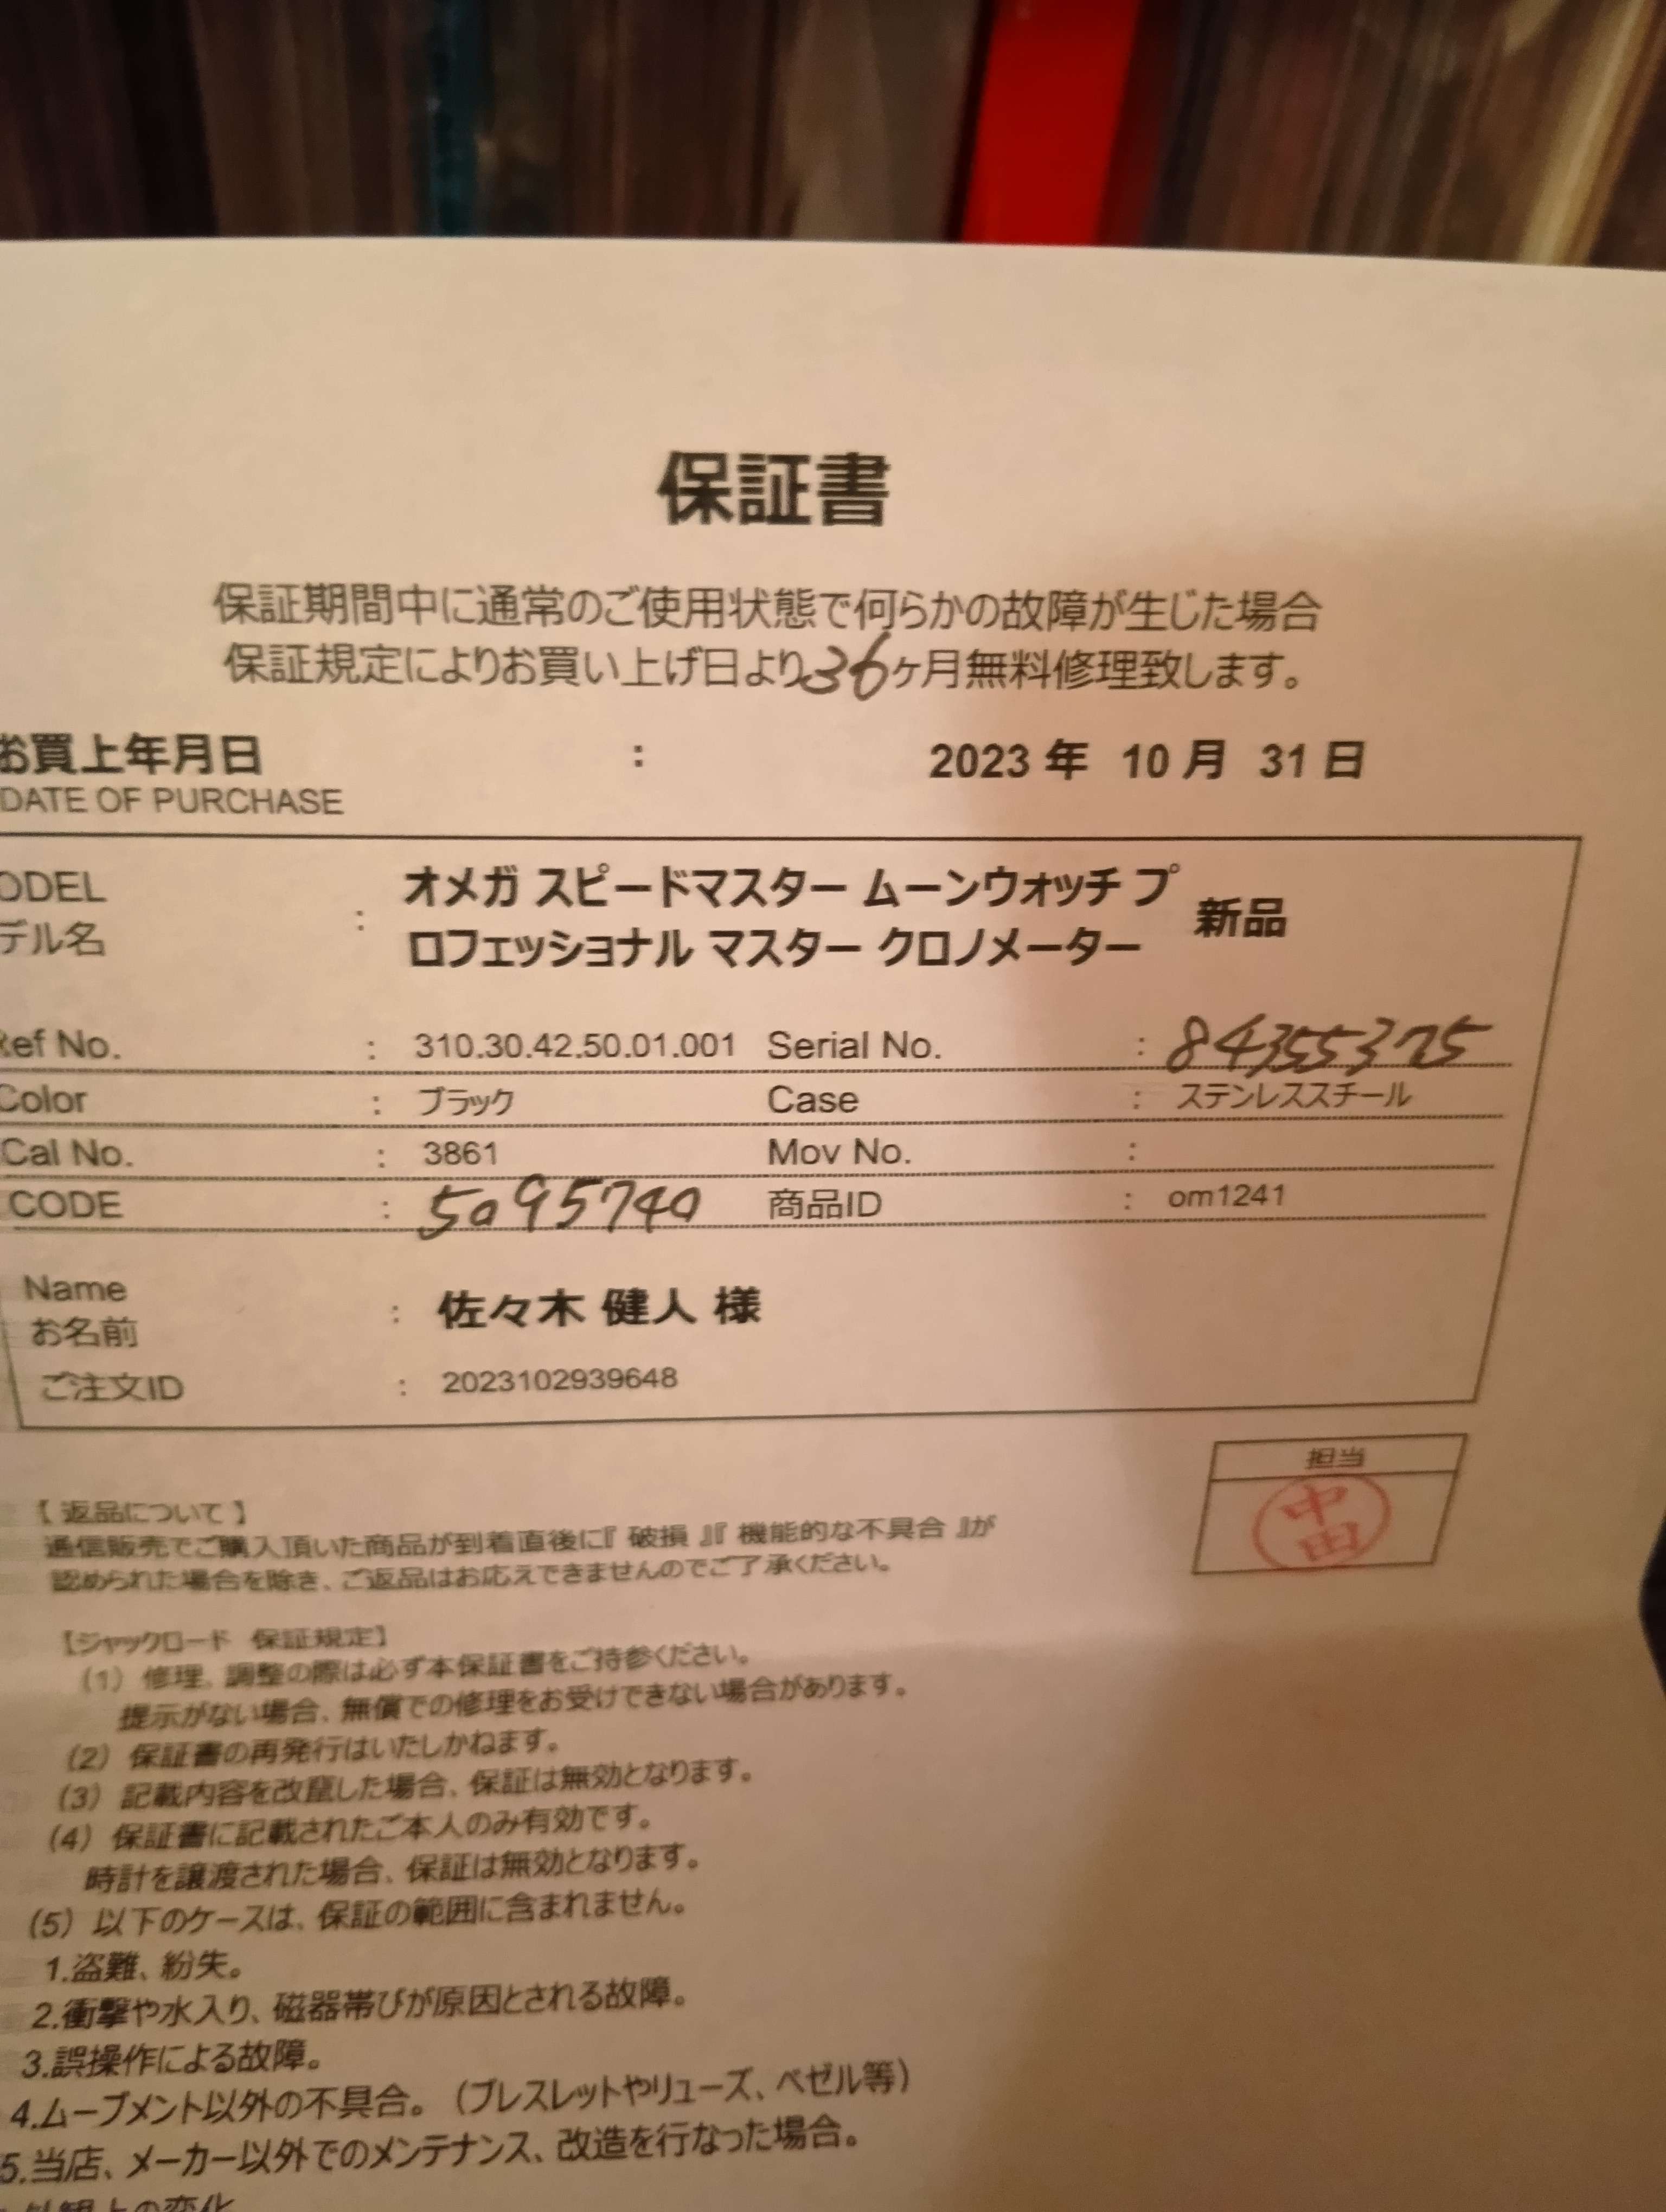 保証書
保証期間中に通常のご使用状態で何らかの故障が生じた場合
保証規定によりお買い上げ日より36ヶ月無料修理致します。
お買上年月日 : 2023 年 10 月 31 日
DATE OF PURCHASE
ODEL
デル名 : オメガ スピードマスター ムーンウォッチ プ
ロフェッショナル マスター クロノメーター 新品
Ref No. : 310.30.42.50.01.001 Serial No. : 84355375
Color : ブラック Case : ステンレススチール
Cal No. : 3861 Mov No. :
CODE : 5095740 商品ID : om1241
Name
お名前 : 佐々木 健人 様
ご注文ID : 2023102939648
担当
中田
【 返品について 】
通信販売でご購入頂いた商品が到着直後に『 破損 』『 機能的な不具合 』が
認められた場合を除き、ご返品はお応えできませんのでご了承ください。
【ジャックロード 保証規定】
(1) 修理、調整の際は必ず本保証書をご持参ください。
提示がない場合、無償での修理をお受けできない場合があります。
(2) 保証書の再発行はいたしかねます。
(3) 記載内容を改竄した場合、保証は無効となります。
(4) 保証書に記載されたご本人のみ有効です。
時計を譲渡された場合、保証は無効となります。
(5) 以下のケースは、保証の範囲に含まれません。
1.盗難、紛失。
2.衝撃や水入り、磁器帯びが原因とされる故障。
3.誤操作による故障。
4.ムーブメント以外の不具合。（ブレスレットやリューズ、ベゼル等）
5.当店、メーカー以外でのメンテナンス、改造を行なった場合。
外観上の変化